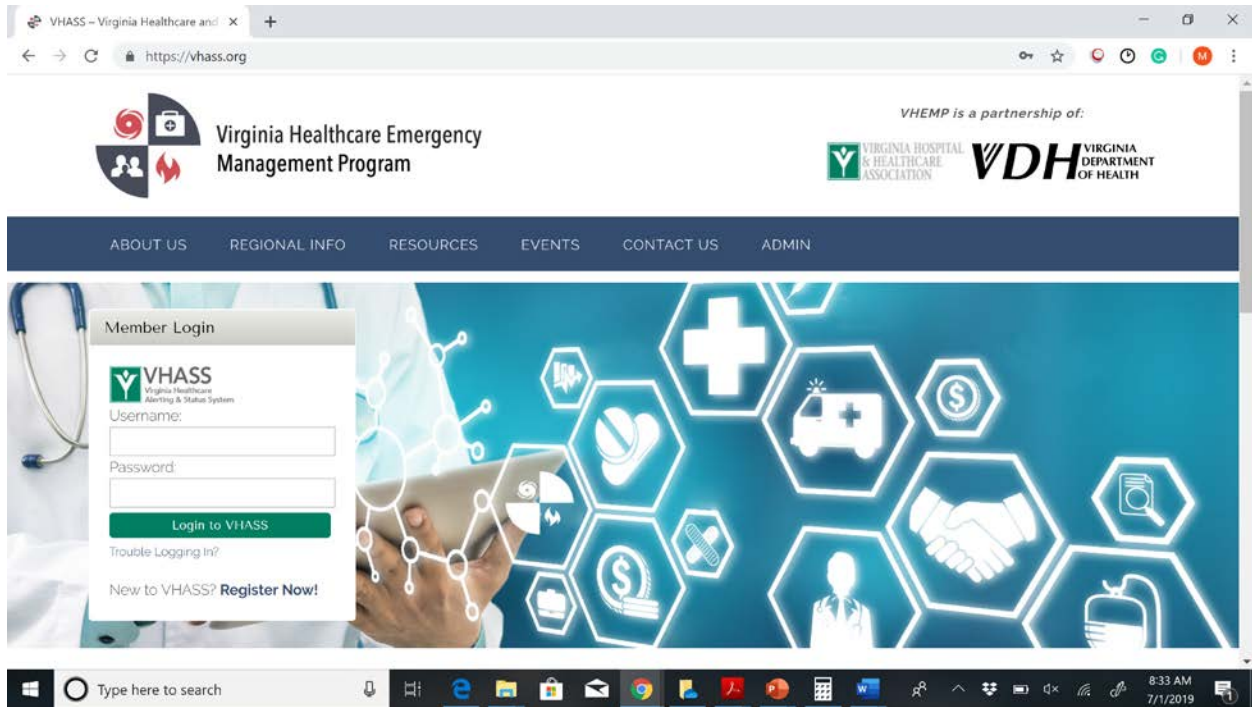 VHASS – Virginia Healthcare and
https://vhass.org
M
Virginia Healthcare Emergency
Management Program
VHEMP is a partnership of:
VIRGINIA HOSPITAL
& HEALTHCARE
ASSOCIATION
VDH
VIRGINIA
DEPARTMENT
OF HEALTH
ABOUT US REGIONAL INFO RESOURCES EVENTS CONTACT US ADMIN
Member Login
VHASS
Virginia Healthcare
Alerting & Status System
Username:
Password:
Login to VHASS
Trouble Logging In?
New to VHASS? Register Now!
$
$
Type here to search
8:33 AM
7/1/2019